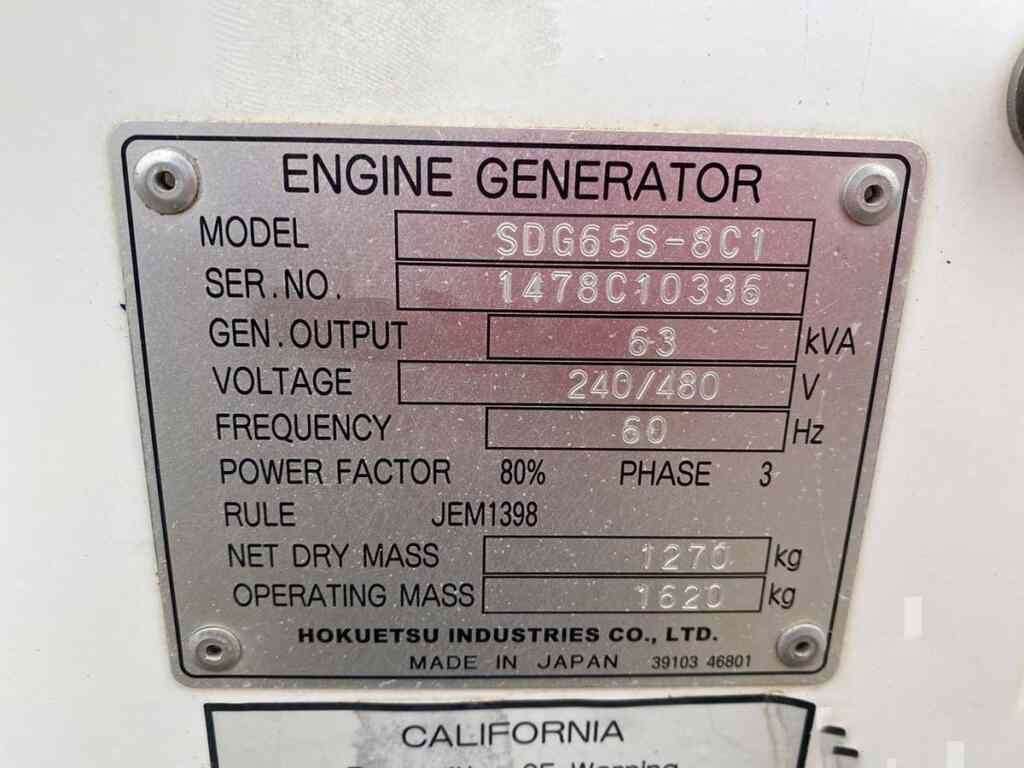 ENGINE GENERATOR
MODEL SDG65S-8C1
SER.NO. 1478C10336
GEN.OUTPUT 63 kVA
VOLTAGE 240/480 V
FREQUENCY 60 Hz
POWER FACTOR 80% PHASE 3
RULE JEM1398
NET DRY MASS 1270 kg
OPERATING MASS 1620 kg
HOKUETSU INDUSTRIES CO., LTD.
MADE IN JAPAN 39103 46801
CALIFORNIA
65 Warning